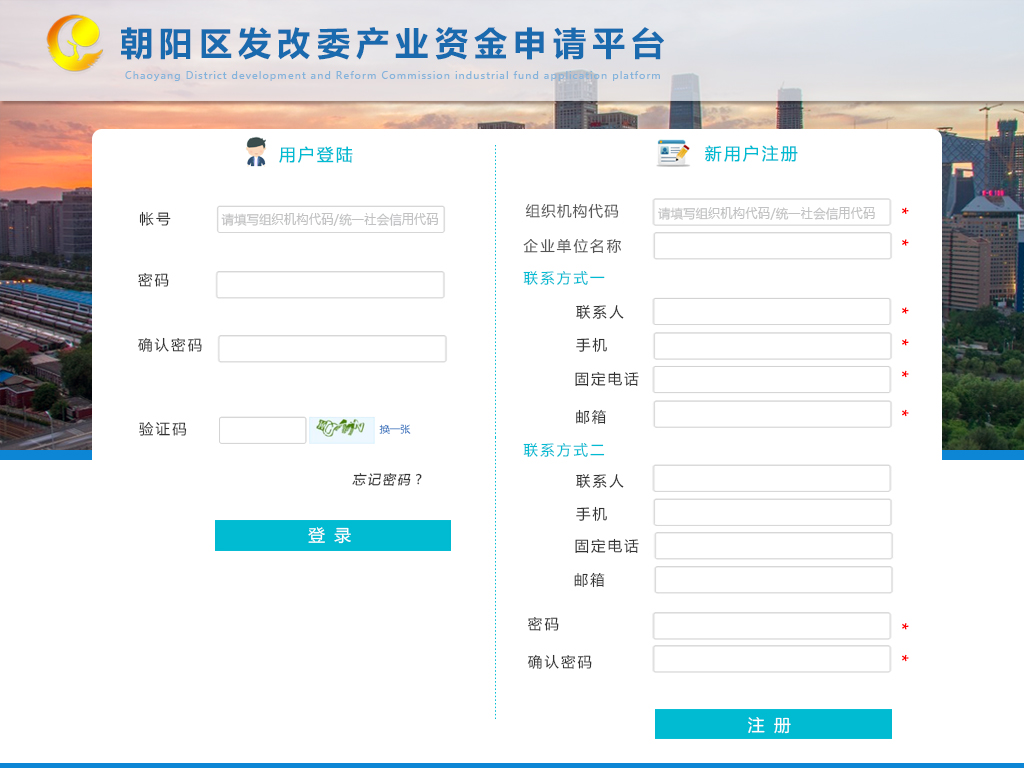 朝阳区发改委产业资金申请平台
Chaoyang District development and Reform Commission industrial fund application platform
用户登陆
帐号
请填写组织机构代码/统一社会信用代码
密码
确认密码
验证码
换一张
忘记密码？
登 录
新用户注册
组织机构代码
请填写组织机构代码/统一社会信用代码
*
企业单位名称
*
联系方式一
联系人
*
手机
*
固定电话
*
邮箱
*
联系方式二
联系人
手机
固定电话
邮箱
密码
*
确认密码
*
注 册